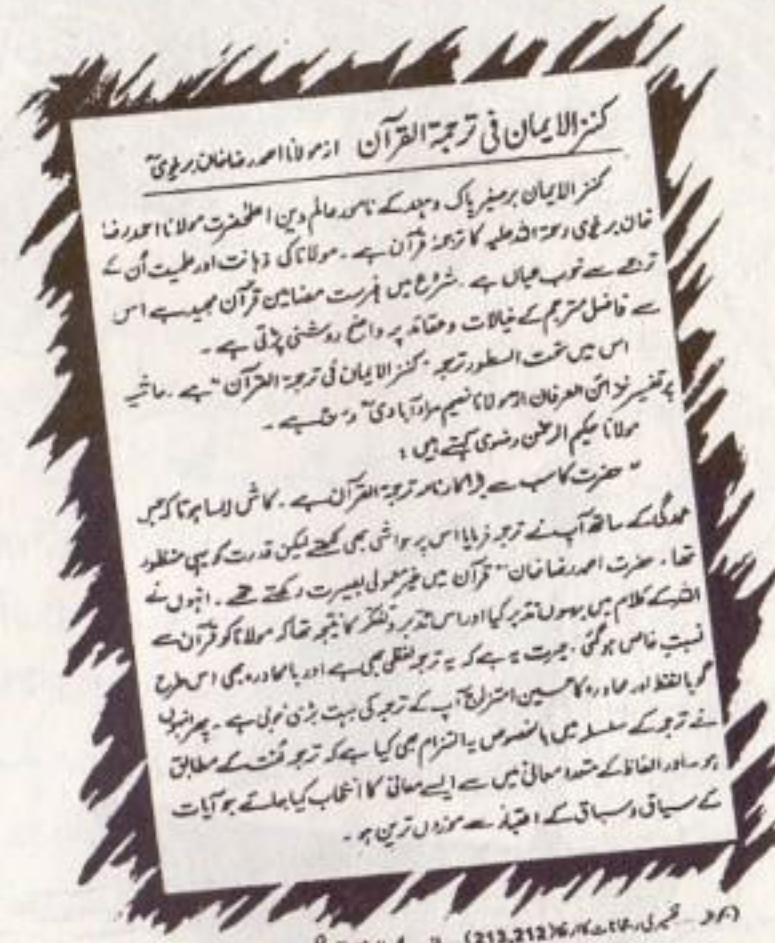 کنز الایمان فی ترجمۃ القرآن از مولانا احمد رضا خان بریلویؒ
کنز الایمان برصغیر پاک و ہند کے نامور عالم دین اعلحضرت مولانا احمد رضا
خان بریلوی رحمۃ اللہ علیہ کا ترجمۂ قرآن ہے ۔ مولانا کی ذہانت اور علمیت اُن کے
ترجمے سے خوب عیاں ہے ۔ شروع میں فہرست مضامین قرآن مجید ہے اس
سے فاضل مترجم کے خیالات و عقائد پر واضح روشنی پڑتی ہے ۔
اس میں تحت السطور ترجمہ "کنز الایمان فی ترجمۃ القرآن" ہے ۔ حاشیہ
پر تفسیر خزائن العرفان از مولانا نعیم مراد آبادیؒ ہے ۔
مولانا حکیم الرحمٰن رضوی کہتے ہیں :
" حضرت کا سب سے بڑا کارنامہ ترجمۃ القرآن ہے ۔ کاش ایسا ہوتا کہ جس
عمدگی کے ساتھ آپ نے ترجمہ فرمایا اس پر حواشی بھی لکھتے لیکن قدرت کو یہی منظور
تھا ۔ حضرت احمد رضا خان قرآن میں غیر معمولی بصیرت رکھتے تھے ۔ انہوں نے
اللہ کے کلام میں برسوں تدبر کیا اور اس تدبر و تفکر کا نتیجہ تھا کہ مولانا کو قرآن سے
نسبتِ خاص ہوگئی ۔ حیرت یہ ہے کہ یہ ترجمہ لفظی بھی ہے اور بامحاورہ بھی اس طرح
گویا لفظ اور محاورہ کا حسین امتزاج آپ کے ترجمہ کی بہت بڑی خوبی ہے ۔ پھر انہوں
نے ترجمہ کے سلسلہ میں بالخصوص یہ التزام بھی کیا ہے کہ ترجمہ لُغت کے مطابق
ہو ۔ اور الفاظ کے متعدد معانی میں سے ایسے معانی کا انتخاب کیا جائے جو آیات
کے سیاق و سباق کے اعتبار سے موزوں ترین ہو ۔
(213,212)